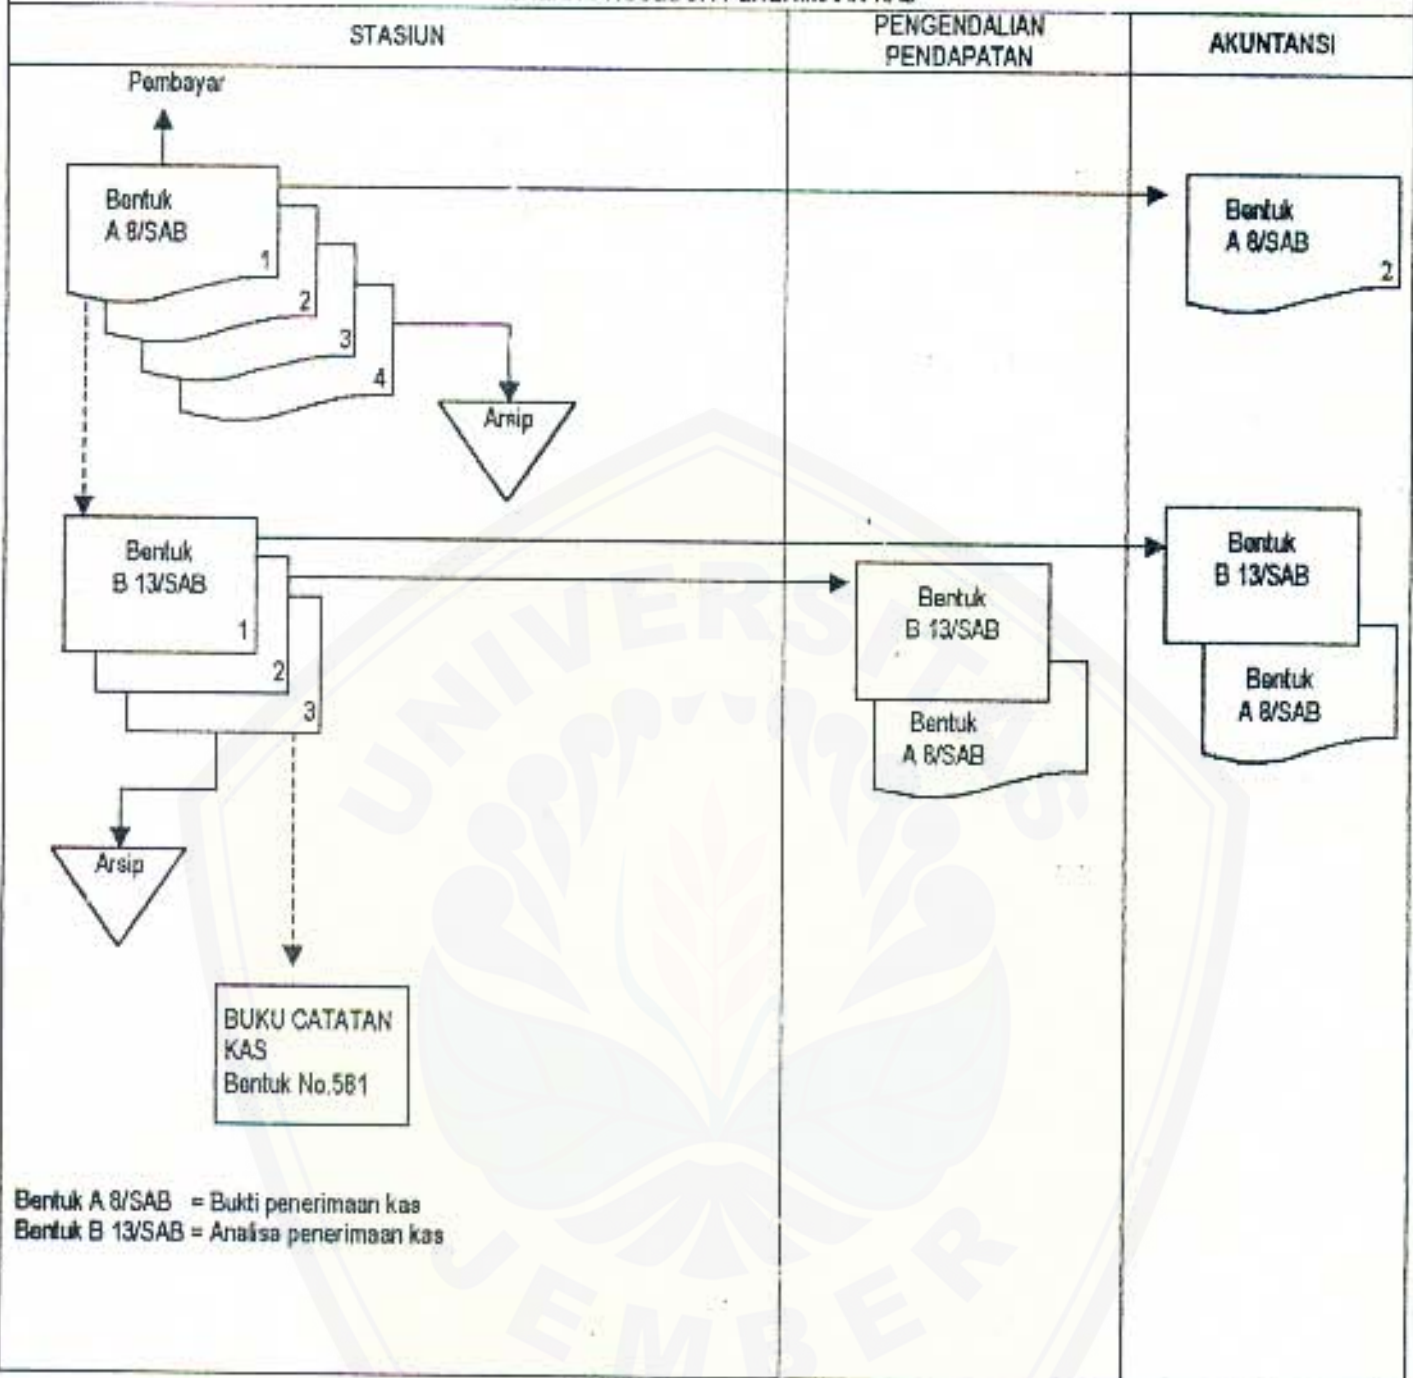 STASIUN
PENGENDALIAN
PENDAPATAN
AKUNTANSI
Pembayar
Bentuk
A 8/SAB
1
2
3
4
Arsip
Bentuk
A 8/SAB
2
Bentuk
B 13/SAB
1
2
3
Arsip
Bentuk
B 13/SAB
Bentuk
A 8/SAB
Bentuk
B 13/SAB
Bentuk
A 8/SAB
BUKU CATATAN
KAS
Bentuk No.581
Bentuk A 8/SAB = Bukti penerimaan kas
Bentuk B 13/SAB = Analisa penerimaan kas
UNIVERSITAS
JEMBER